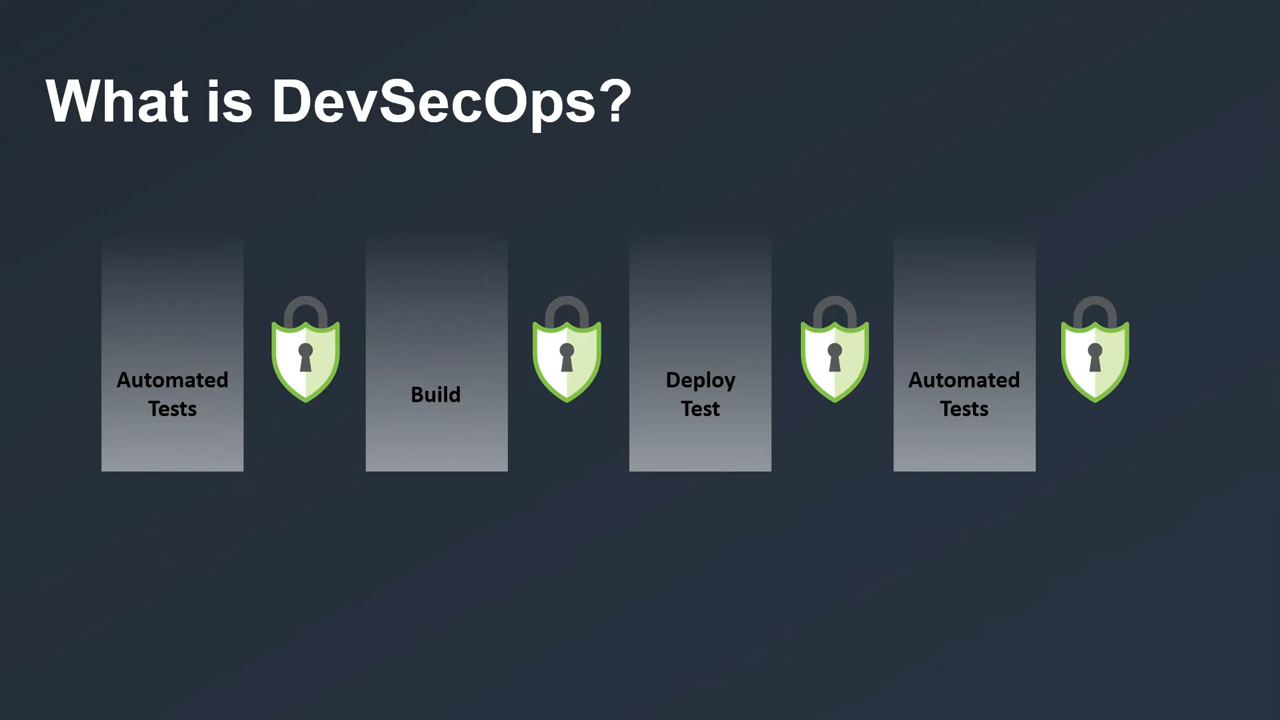 What is DevSecOps?
Automated
Tests
Build
Deploy
Test
Automated
Tests